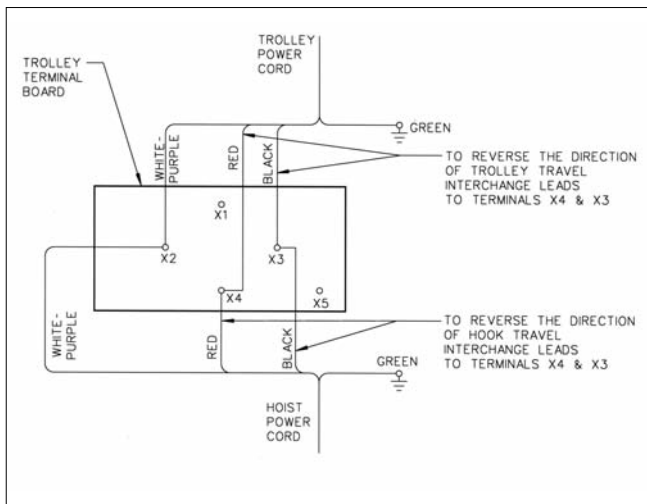 TROLLEY
POWER
CORD
TROLLEY
TERMINAL
BOARD
GREEN
WHITE-
PURPLE
RED
BLACK
TO REVERSE THE DIRECTION
OF TROLLEY TRAVEL
INTERCHANGE LEADS
TO TERMINALS X4 & X3
X1
X2
X3
X4
X5
WHITE-
PURPLE
RED
BLACK
TO REVERSE THE DIRECTION
OF HOOK TRAVEL
INTERCHANGE LEADS
TO TERMINALS X4 & X3
GREEN
HOIST
POWER
CORD